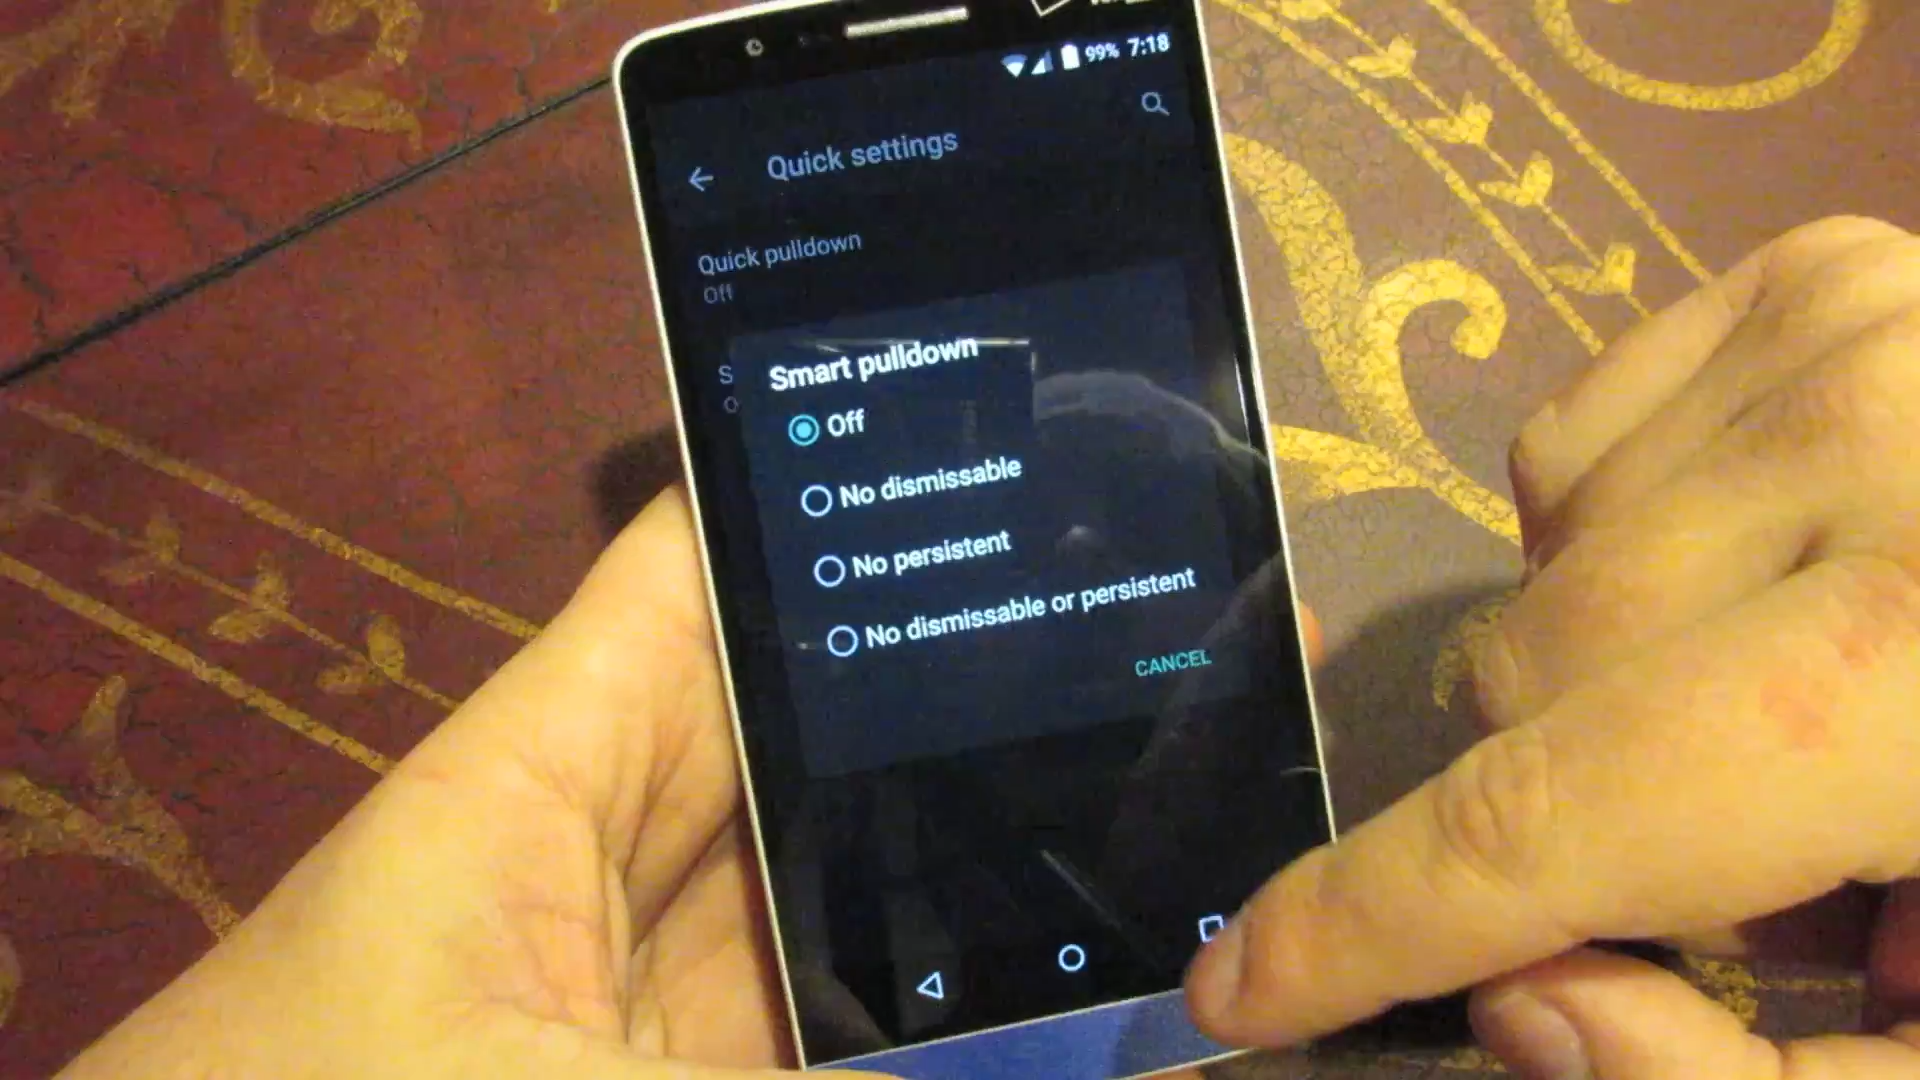 99% 7:18
Quick settings
Quick pulldown
Off
S
O
Smart pulldown
Off
No dismissable
No persistent
No dismissable or persistent
CANCEL